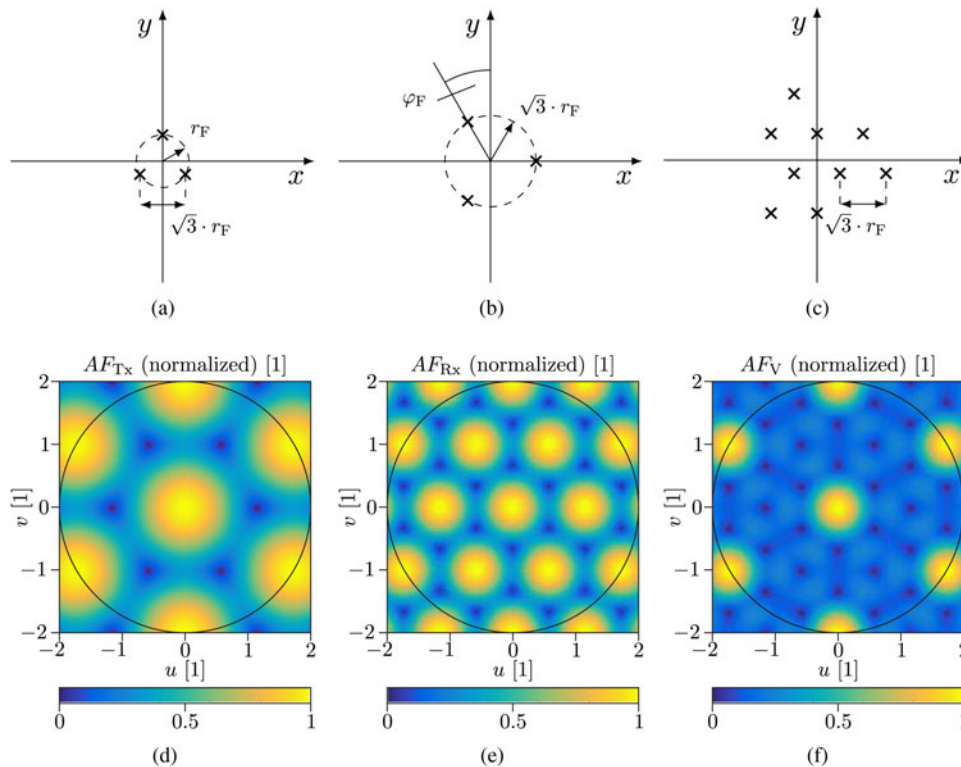 y
x
r_F
√3 · r_F
(a)
y
x
φ_F
√3 · r_F
(b)
y
x
√3 · r_F
(c)
AF_Tx (normalized) [1]
2
1
0
−1
−2
v [1]
−2 −1 0 1 2
u [1]
0 0.5 1
(d)
AF_Rx (normalized) [1]
2
1
0
−1
−2
v [1]
−2 −1 0 1 2
u [1]
0 0.5 1
(e)
AF_V (normalized) [1]
2
1
0
−1
−2
v [1]
−2 −1 0 1 2
u [1]
0 0.5 1
(f)